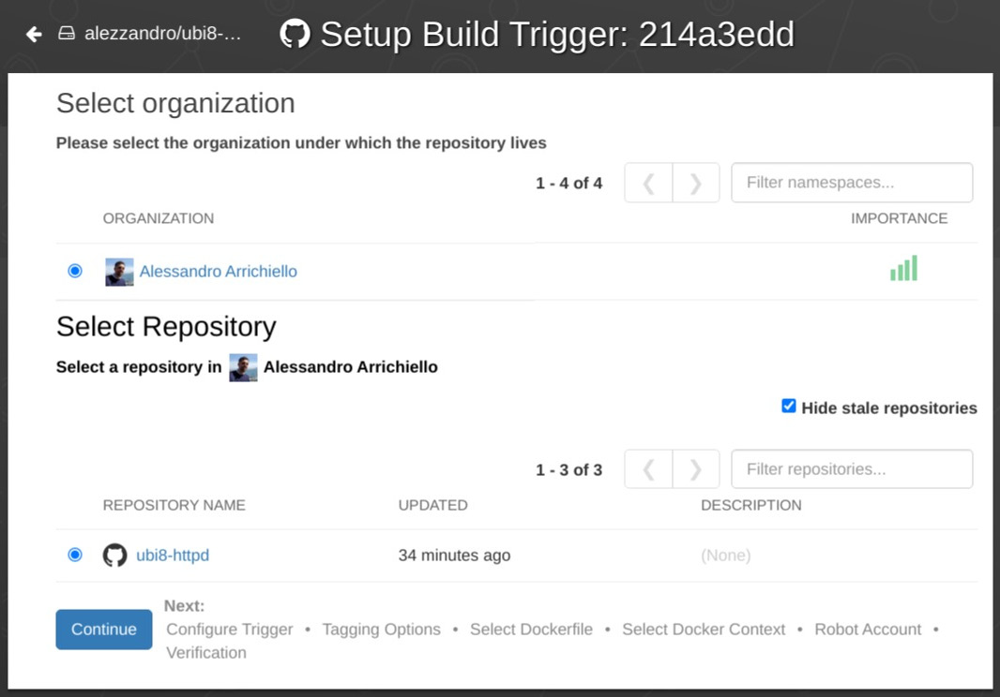 alezzandro/ubi8-... Setup Build Trigger: 214a3edd
Select organization
Please select the organization under which the repository lives
1 - 4 of 4 Filter namespaces...
ORGANIZATION IMPORTANCE
Alessandro Arrichiello
Select Repository
Select a repository in Alessandro Arrichiello
Hide stale repositories
1 - 3 of 3 Filter repositories...
REPOSITORY NAME UPDATED DESCRIPTION
ubi8-httpd 34 minutes ago (None)
Next:
Continue Configure Trigger • Tagging Options • Select Dockerfile • Select Docker Context • Robot Account •
Verification